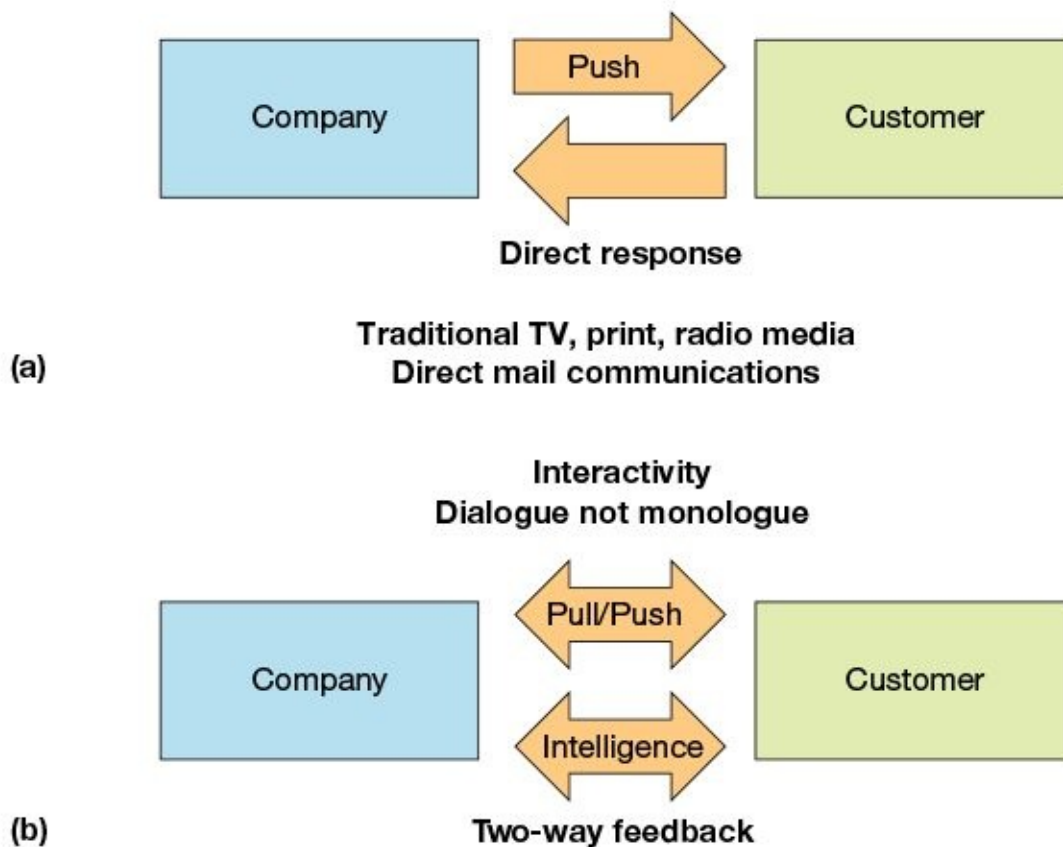 Company
Push
Customer
Direct response
(a)
Traditional TV, print, radio media
Direct mail communications
Interactivity
Dialogue not monologue
Company
Pull/Push
Customer
Intelligence
(b)
Two-way feedback